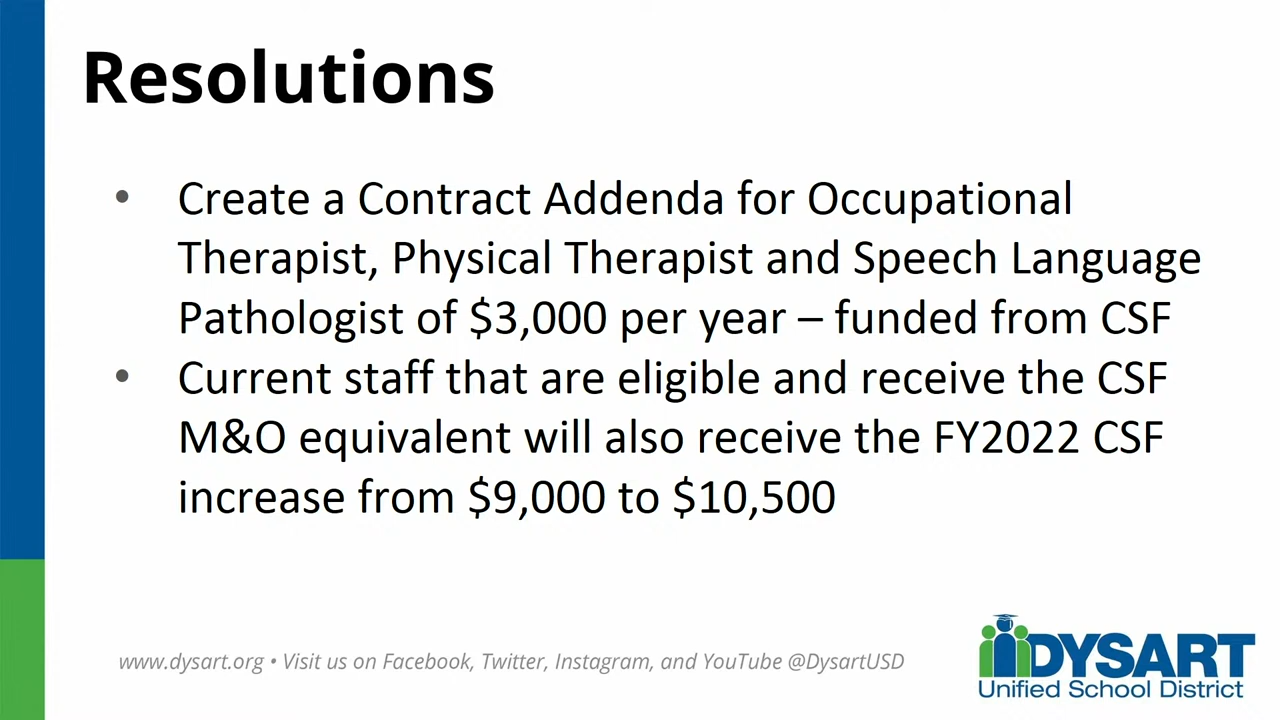 Resolutions
• Create a Contract Addenda for Occupational
Therapist, Physical Therapist and Speech Language
Pathologist of $3,000 per year – funded from CSF
• Current staff that are eligible and receive the CSF
M&O equivalent will also receive the FY2022 CSF
increase from $9,000 to $10,500
www.dysart.org • Visit us on Facebook, Twitter, Instagram, and YouTube @DysartUSD
DYSART
Unified School District